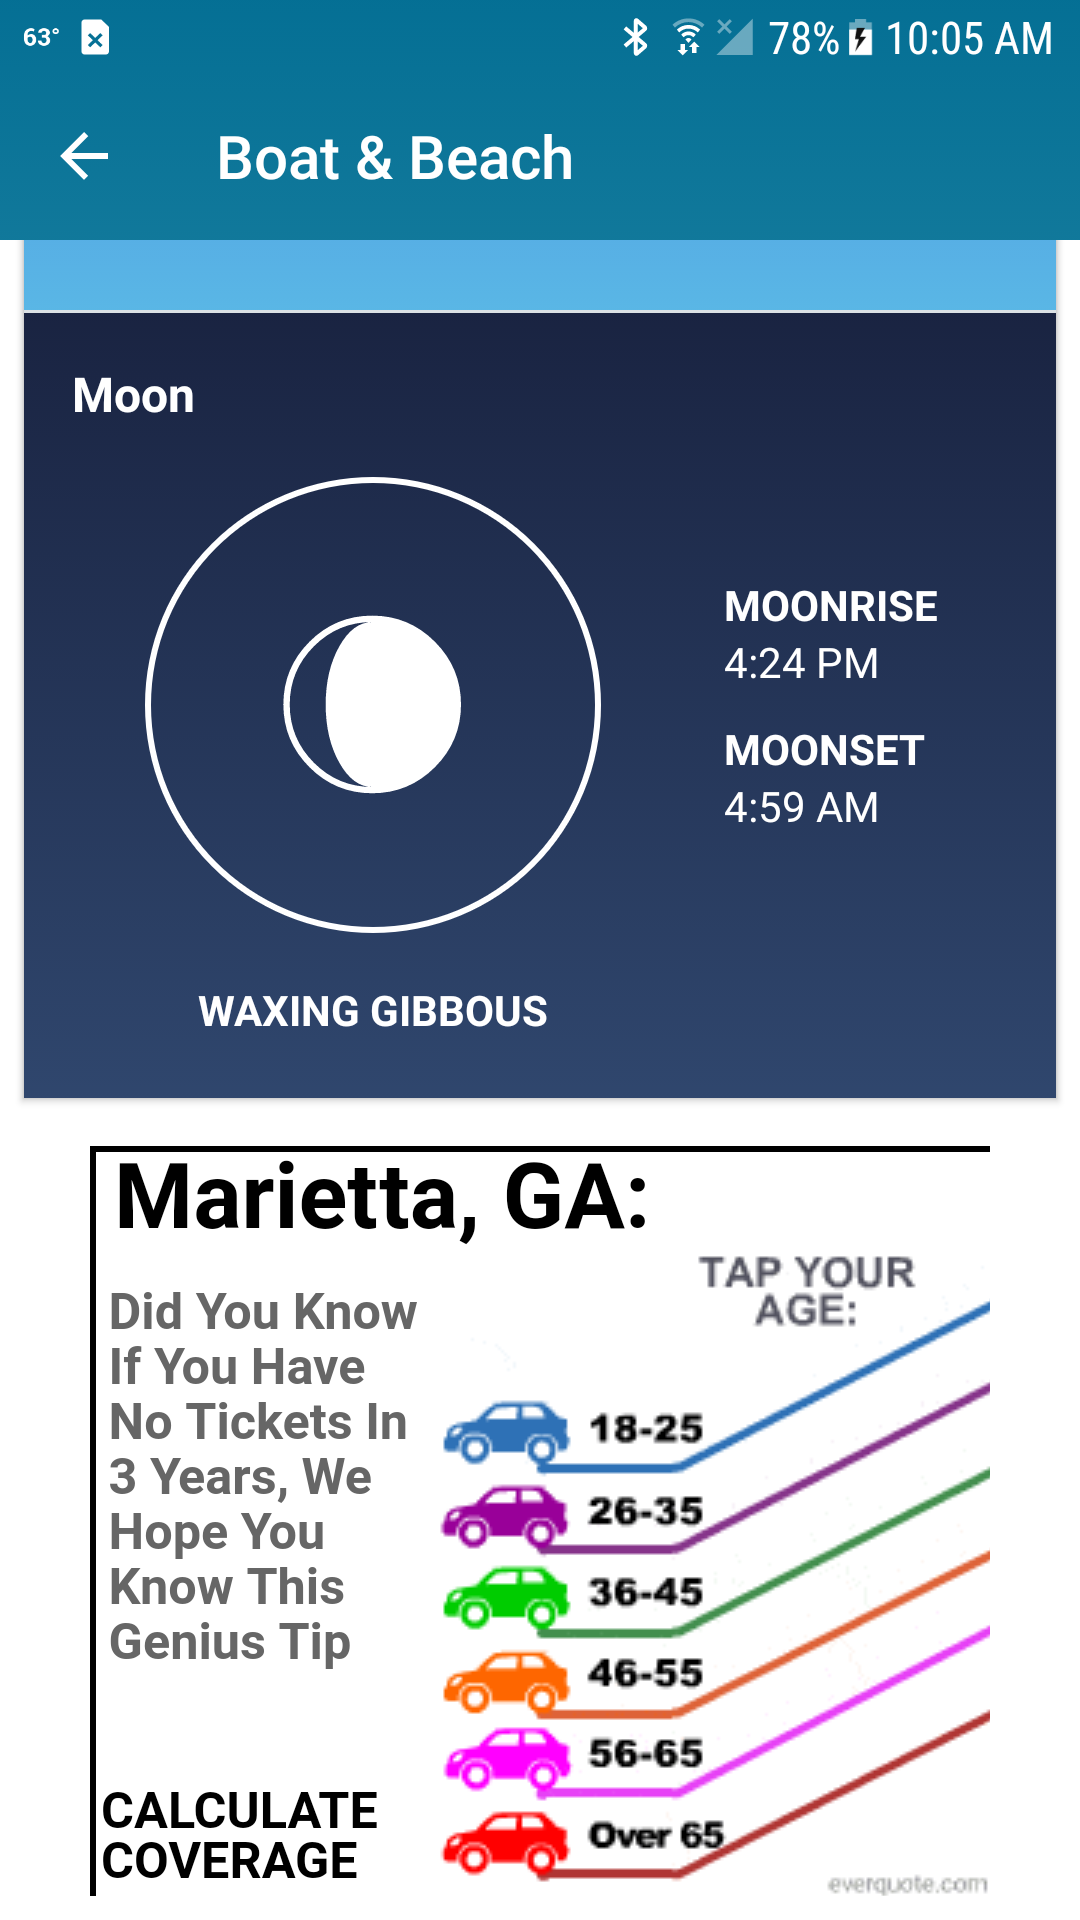 63°
78% 10:05 AM
Boat & Beach
Moon
MOONRISE
4:24 PM
MOONSET
4:59 AM
WAXING GIBBOUS
Marietta, GA:
TAP YOUR
AGE:
Did You Know
If You Have
No Tickets In
3 Years, We
Hope You
Know This
Genius Tip
18-25
26-35
36-45
46-55
56-65
Over 65
CALCULATE
COVERAGE
everquote.com